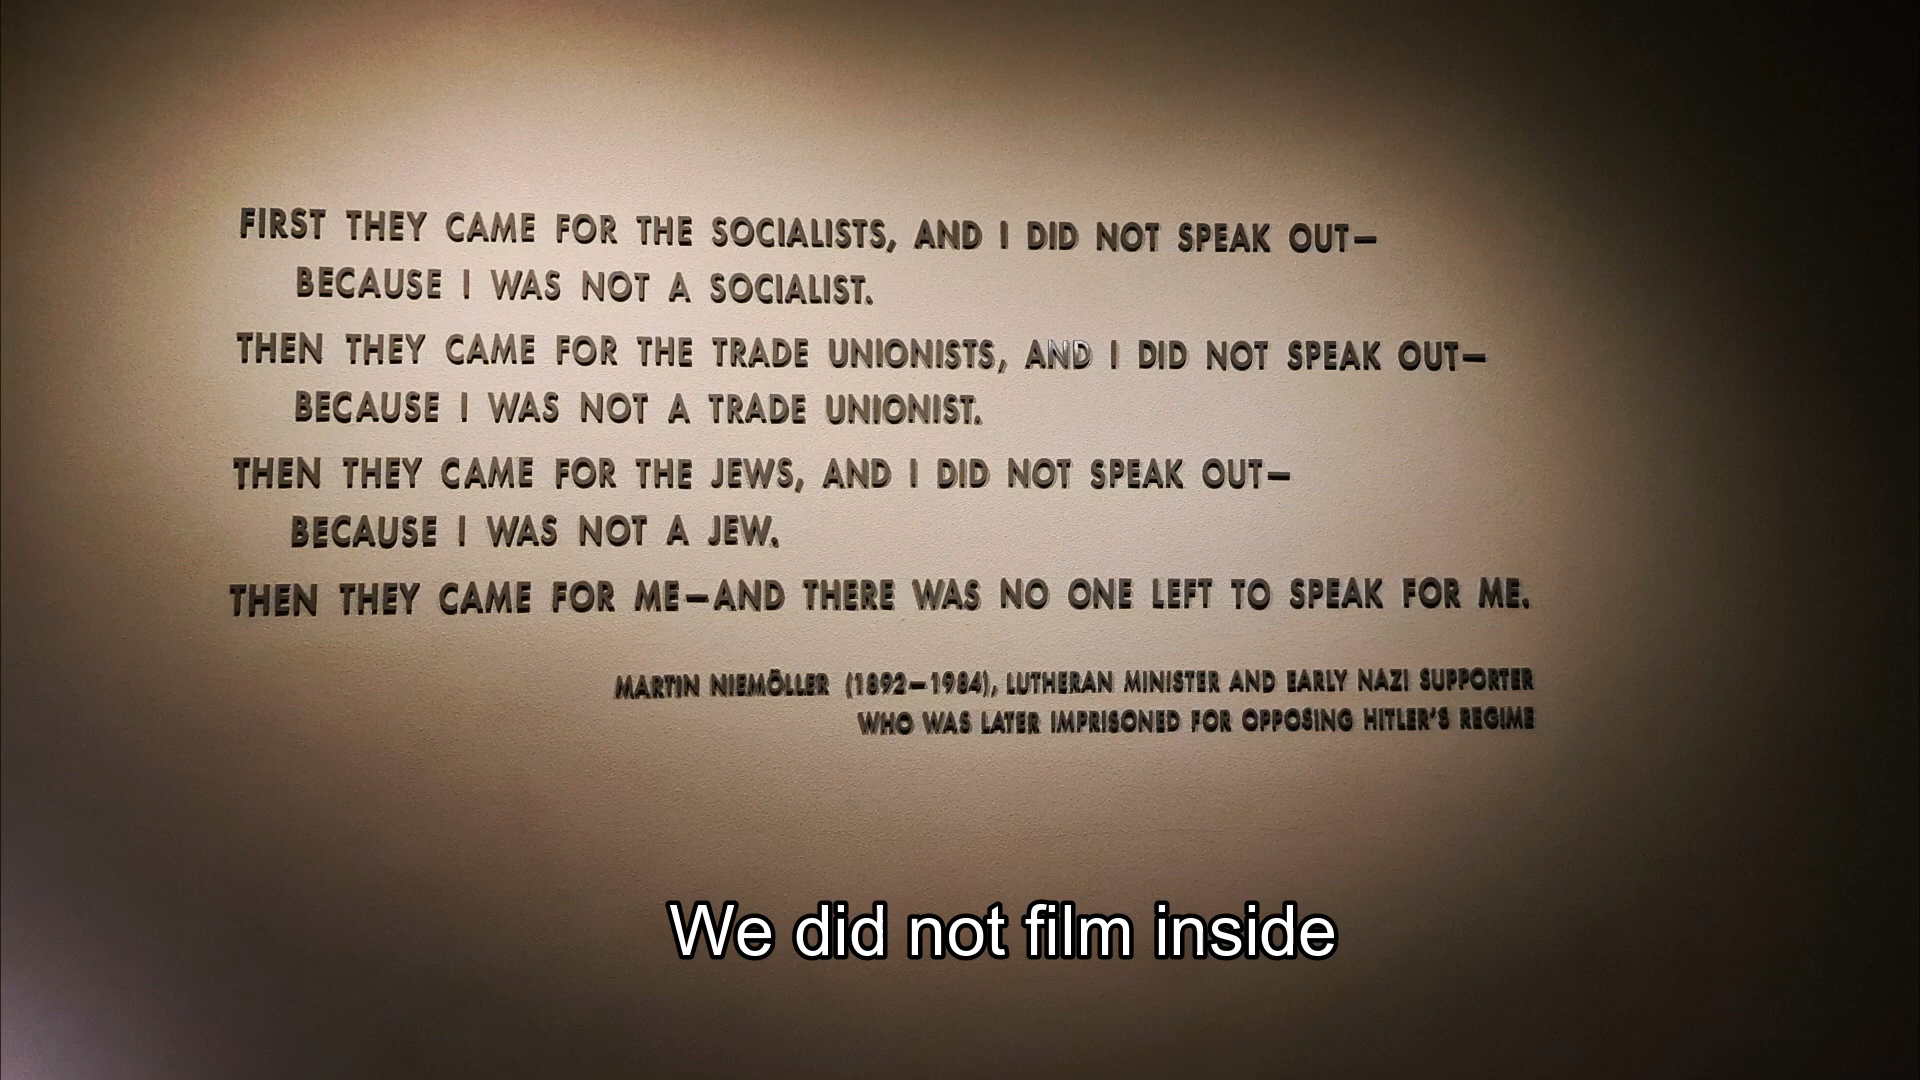 FIRST THEY CAME FOR THE SOCIALISTS, AND I DID NOT SPEAK OUT—
BECAUSE I WAS NOT A SOCIALIST.
THEN THEY CAME FOR THE TRADE UNIONISTS, AND I DID NOT SPEAK OUT—
BECAUSE I WAS NOT A TRADE UNIONIST.
THEN THEY CAME FOR THE JEWS, AND I DID NOT SPEAK OUT—
BECAUSE I WAS NOT A JEW.
THEN THEY CAME FOR ME—AND THERE WAS NO ONE LEFT TO SPEAK FOR ME.
MARTIN NIEMÖLLER (1892–1984), LUTHERAN MINISTER AND EARLY NAZI SUPPORTER
WHO WAS LATER IMPRISONED FOR OPPOSING HITLER'S REGIME
We did not film inside